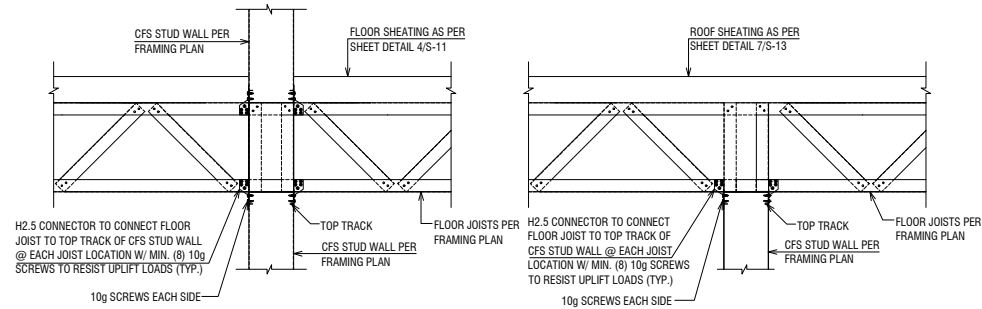 CFS STUD WALL PER
FRAMING PLAN
FLOOR SHEATING AS PER
SHEET DETAIL 4/S-11
H2.5 CONNECTOR TO CONNECT FLOOR
JOIST TO TOP TRACK OF CFS STUD WALL
@ EACH JOIST LOCATION W/ MIN. (8) 10g
SCREWS TO RESIST UPLIFT LOADS (TYP.)
10g SCREWS EACH SIDE
TOP TRACK
CFS STUD WALL PER
FRAMING PLAN
FLOOR JOISTS PER
FRAMING PLAN
ROOF SHEATING AS PER
SHEET DETAIL 7/S-13
H2.5 CONNECTOR TO CONNECT
FLOOR JOIST TO TOP TRACK OF
CFS STUD WALL @ EACH JOIST
LOCATION W/ MIN. (8) 10g SCREWS
TO RESIST UPLIFT LOADS (TYP.)
10g SCREWS EACH SIDE
TOP TRACK
CFS STUD WALL PER
FRAMING PLAN
FLOOR JOISTS PER
FRAMING PLAN